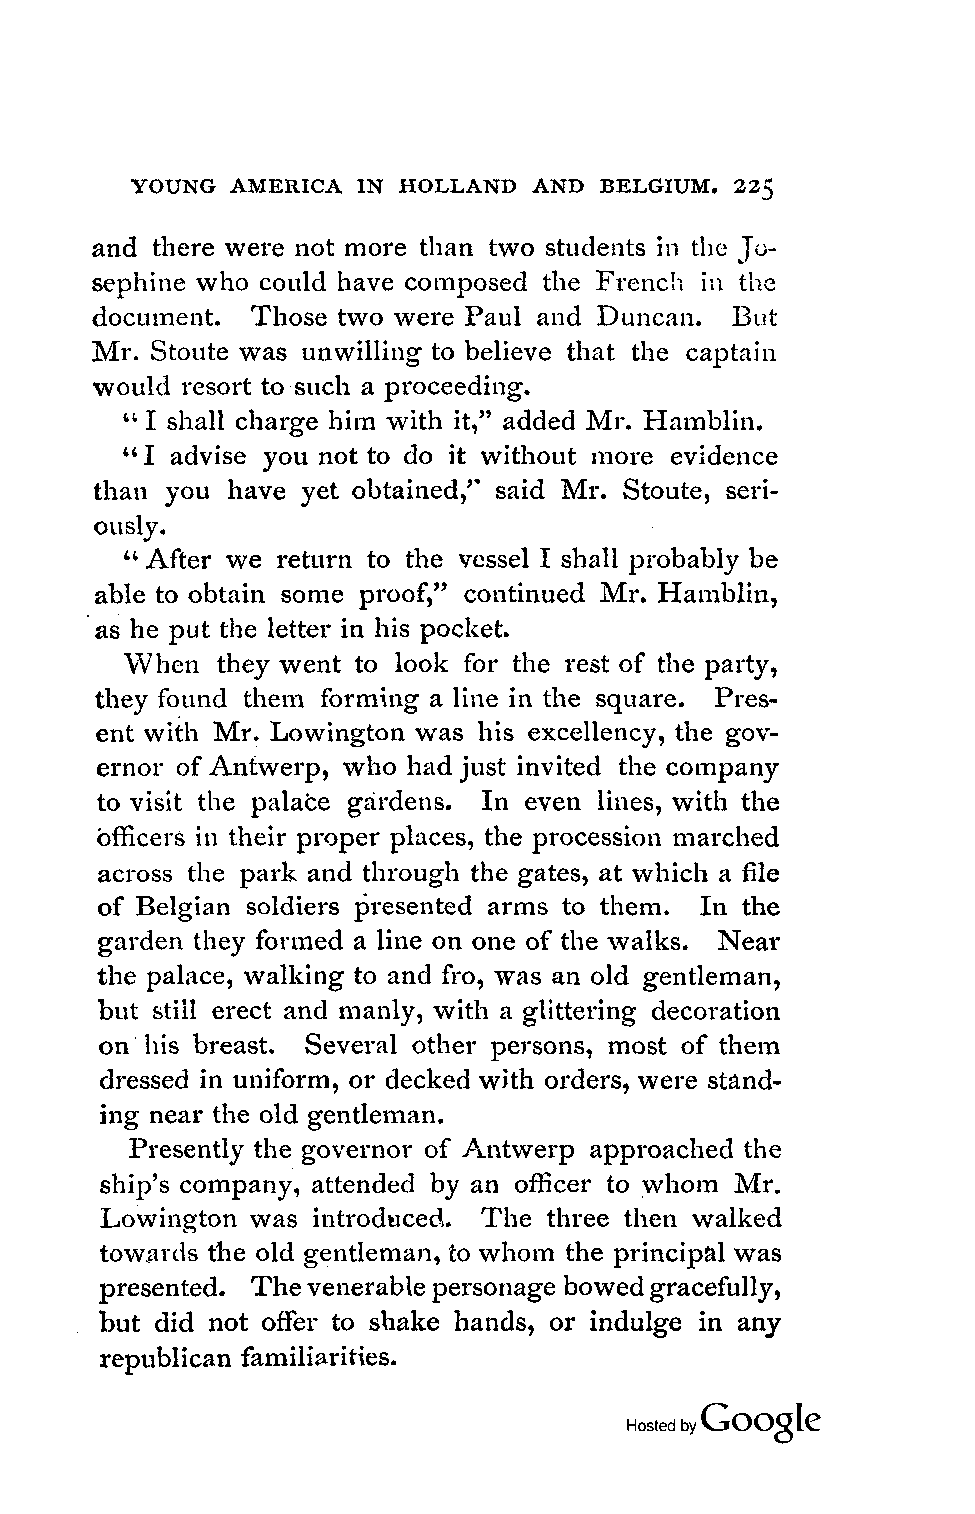 YOUNG AMERICA IN HOLLAND AND BELGIUM. 225
and there were not more than two students in the Jo-
sephine who could have composed the French in the
document. Those two were Paul and Duncan. But
Mr. Stoute was unwilling to believe that the captain
would resort to such a proceeding.
“I shall charge him with it,” added Mr. Hamblin.
“I advise you not to do it without more evidence
than you have yet obtained,” said Mr. Stoute, seri-
ously.
“After we return to the vessel I shall probably be
able to obtain some proof,” continued Mr. Hamblin,
as he put the letter in his pocket.
When they went to look for the rest of the party,
they found them forming a line in the square. Pres-
ent with Mr. Lowington was his excellency, the gov-
ernor of Antwerp, who had just invited the company
to visit the palace gardens. In even lines, with the
officers in their proper places, the procession marched
across the park and through the gates, at which a file
of Belgian soldiers presented arms to them. In the
garden they formed a line on one of the walks. Near
the palace, walking to and fro, was an old gentleman,
but still erect and manly, with a glittering decoration
on his breast. Several other persons, most of them
dressed in uniform, or decked with orders, were stand-
ing near the old gentleman.
Presently the governor of Antwerp approached the
ship’s company, attended by an officer to whom Mr.
Lowington was introduced. The three then walked
towards the old gentleman, to whom the principal was
presented. The venerable personage bowed gracefully,
but did not offer to shake hands, or indulge in any
republican familiarities.
Hosted by Google